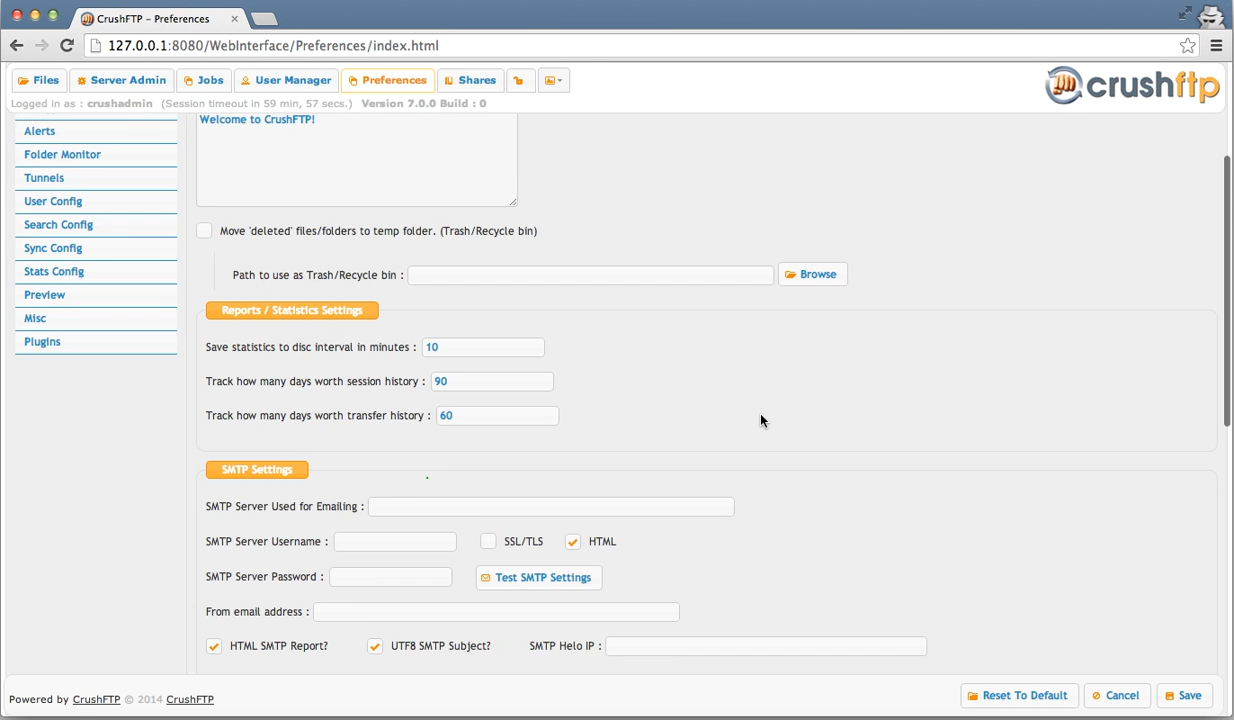 CrushFTP – Preferences
127.0.0.1:8080/WebInterface/Preferences/index.html
Files Server Admin Jobs User Manager Preferences Shares
crushftp
Logged in as : crushadmin (Session timeout in 59 min, 57 secs.) Version 7.0.0 Build : 0
Alerts
Folder Monitor
Tunnels
User Config
Search Config
Sync Config
Stats Config
Preview
Misc
Plugins
Welcome to CrushFTP!
Move 'deleted' files/folders to temp folder. (Trash/Recycle bin)
Path to use as Trash/Recycle bin : Browse
Reports / Statistics Settings
Save statistics to disc interval in minutes : 10
Track how many days worth session history : 90
Track how many days worth transfer history : 60
SMTP Settings
SMTP Server Used for Emailing :
SMTP Server Username : SSL/TLS HTML
SMTP Server Password : Test SMTP Settings
From email address :
HTML SMTP Report? UTF8 SMTP Subject? SMTP Helo IP :
Powered by CrushFTP © 2014 CrushFTP
Reset To Default Cancel Save